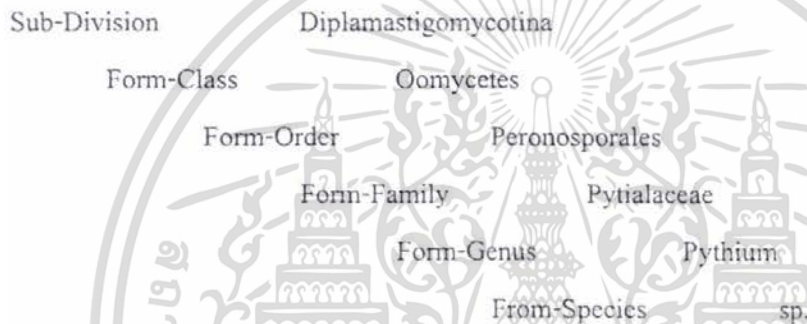 Sub-Division Diplamastigomycotina
Form-Class Oomycetes
Form-Order Peronosporales
Form-Family Pytialaceae
Form-Genus Pythium
From-Species sp.